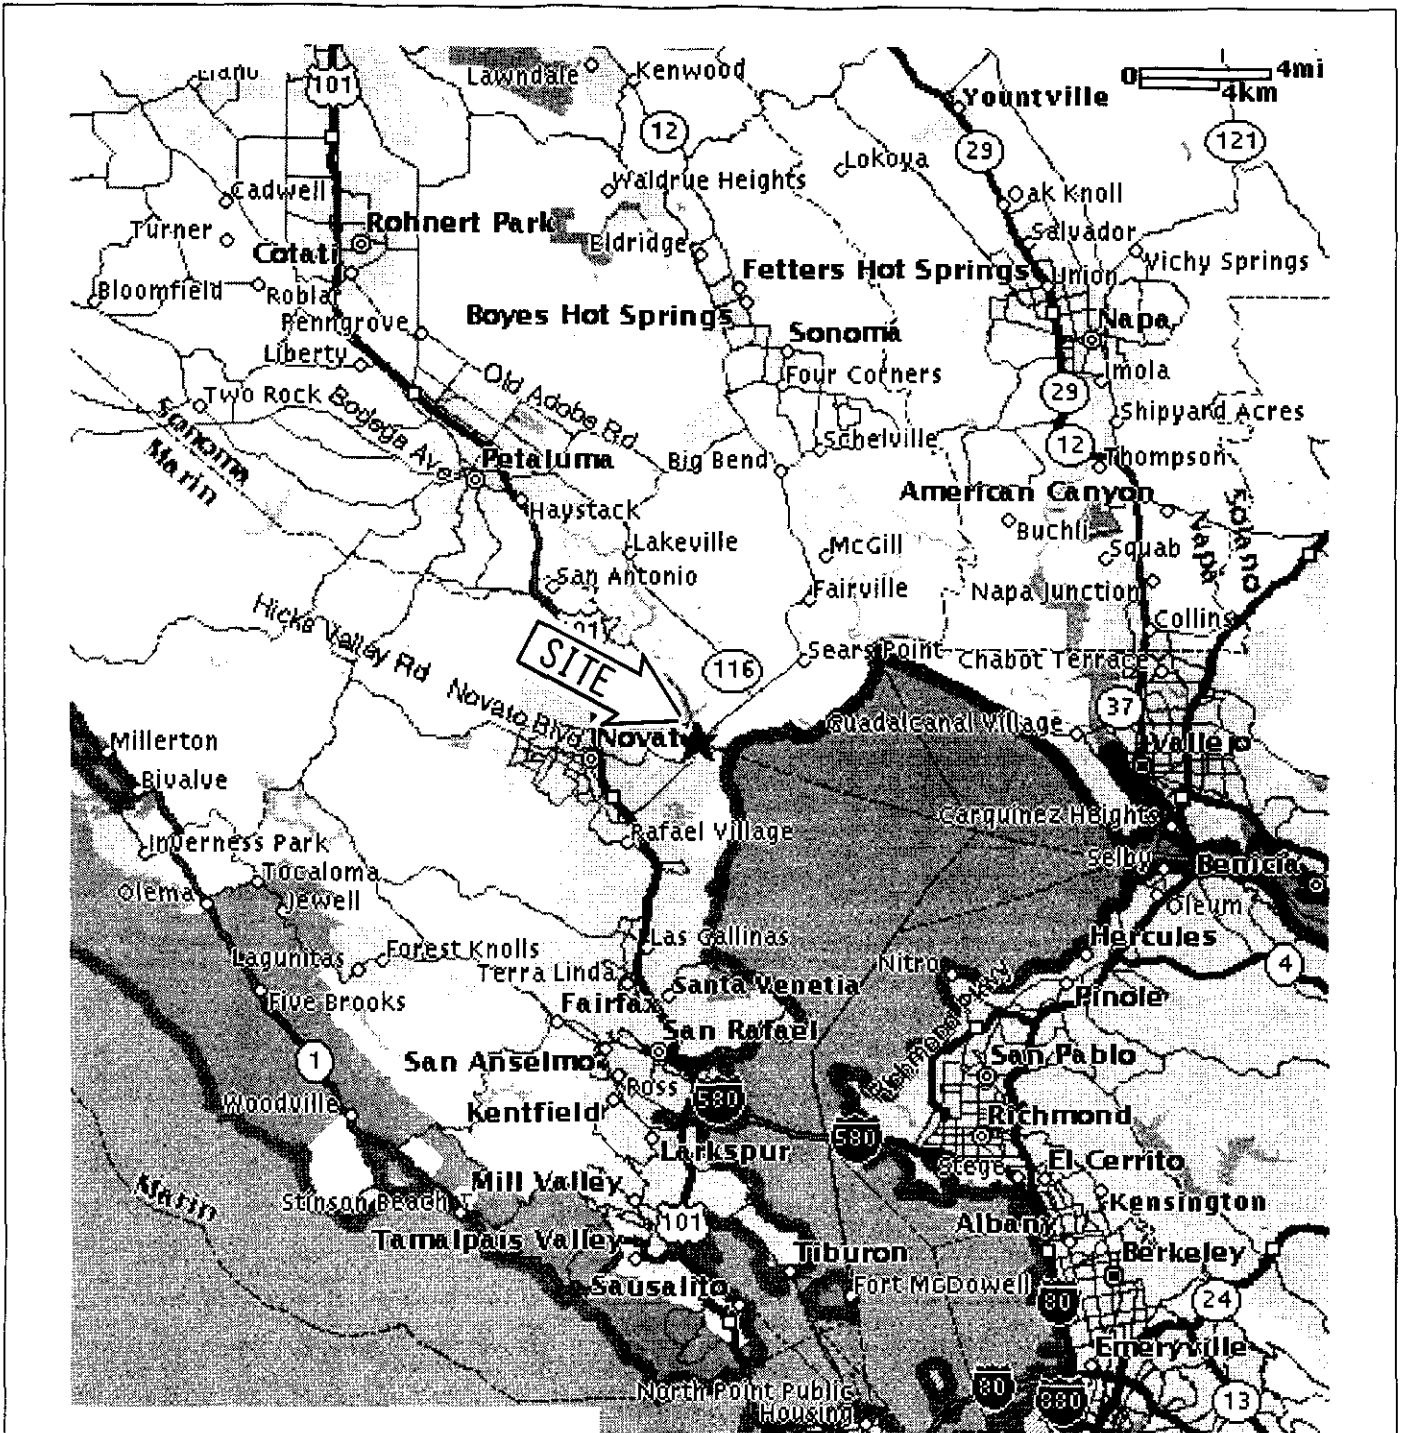 101
Lawndale
Kenwood
0 4mi
4km
Yountville
12
29
121
Lokoya
Cadwell
Waldrue Heights
Oak Knoll
Turner
Rohnert Park
Salvador
Cotati
Eldridge
Vichy Springs
Fetters Hot Springs
Union
Bloomfield
Robla
Boyes Hot Springs
Penngrove
Napa
Sonoma
Liberty
Four Corners
Imola
Two Rock
Bodega Ave
Old Adobe Rd
29
Shipyard Acres
Sonoma
Marin
Schelville
12
Petaluma
Big Bend
Thompson
American Canyon
Haystack
Buchli
Solano
Napa
Lakeville
McGill
Squab
San Antonio
Fairville
Napa Junction
Hicks Valley Rd
Collins
101
SITE
116
Sears Point
Chabot Terrace
Novato Blvd
37
Guadalcanal Village
Novato
Millerton
Vallejo
Bivalve
Carquinez Heights
Rafael Village
Inverness Park
Selby
Benicia
Tocaloma
Olema
Jewell
Oleum
Las Gallinas
Hercules
Forest Knolls
Lagunitas
Terra Linda
Nitro
4
Santa Venetia
Pinole
Five Brooks
Fairfax
San Rafael
San Anselmo
San Pablo
1
Ross
580
Woodville
Kentfield
Richmond
580
Larkspur
Stege
El Cerrito
Mill Valley
Marin
Stinson Beach
Kensington
101
Albany
Tamalpais Valley
Tiburon
Berkeley
Sausalito
Fort McDowell
80
24
Emeryville
North Point Public
Housing
80
880
13